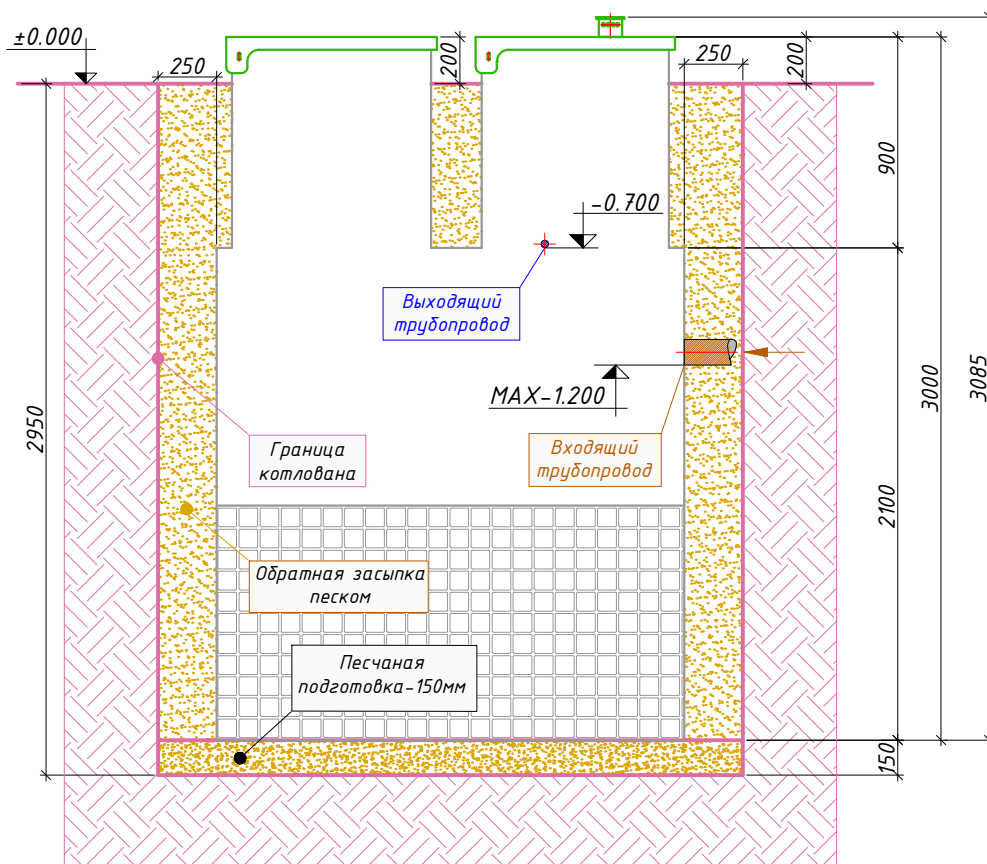 ±0.000
250
200
250
200
900
-0.700
Выходящий
трубопровод
MAX-1.200
3085
3000
2950
Граница
котлована
Входящий
трубопровод
2100
Обратная засыпка
песком
Песчаная
подготовка-150мм
150